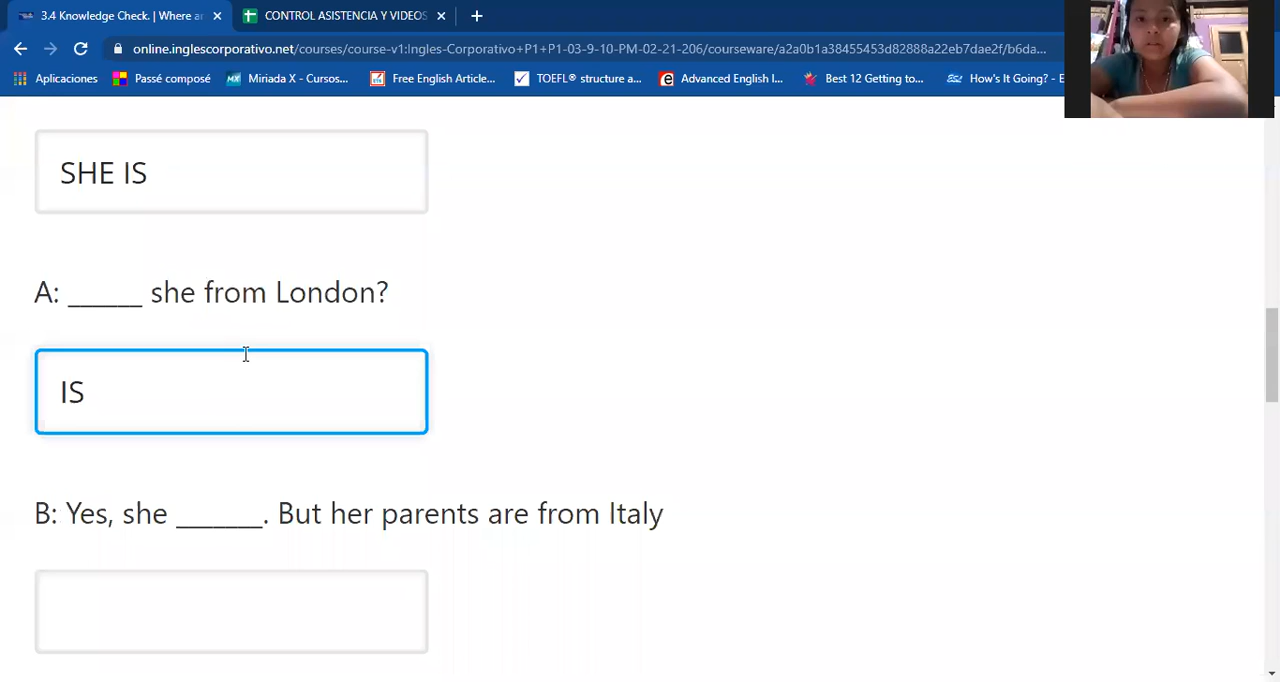 3.4 Knowledge Check. | Where ar
CONTROL ASISTENCIA Y VIDEOS
online.inglescorporativo.net/courses/course-v1:Ingles-Corporativo+P1+P1-03-9-10-PM-02-21-206/courseware/a2a0b1a38455453d82888a22eb7dae2f/b6da...
Aplicaciones Passé composé Miriada X - Cursos... Free English Article... TOEFL® structure a... Advanced English I... Best 12 Getting to... How's It Going? - E
SHE IS
A: _____ she from London?
IS
B: Yes, she ______. But her parents are from Italy